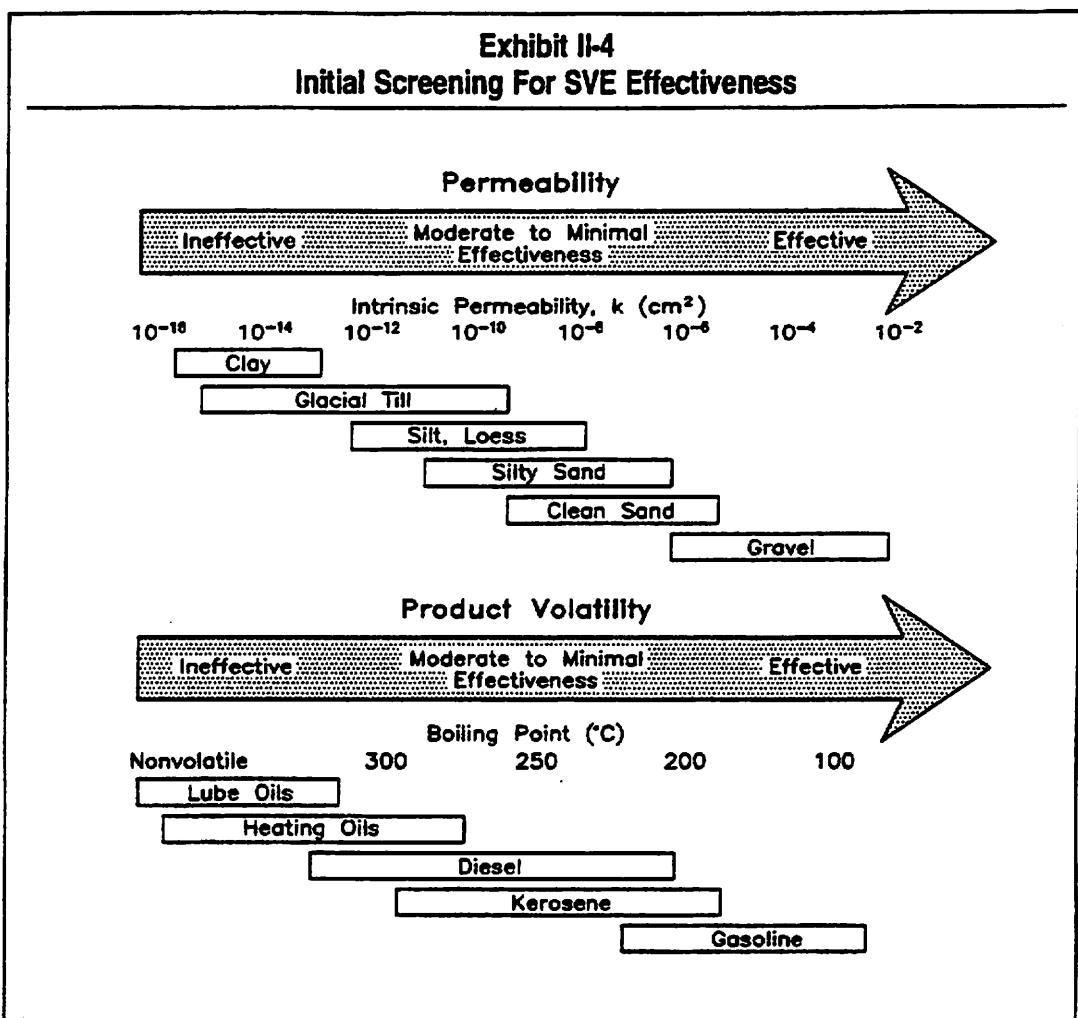 Exhibit II-4
Initial Screening For SVE Effectiveness
Permeability
Ineffective Moderate to Minimal Effectiveness Effective
Intrinsic Permeability, k (cm²)
10⁻¹⁶ 10⁻¹⁴ 10⁻¹² 10⁻¹⁰ 10⁻⁸ 10⁻⁶ 10⁻⁴ 10⁻²
Clay
Glacial Till
Silt, Loess
Silty Sand
Clean Sand
Gravel
Product Volatility
Ineffective Moderate to Minimal Effectiveness Effective
Boiling Point (°C)
Nonvolatile 300 250 200 100
Lube Oils
Heating Oils
Diesel
Kerosene
Gasoline